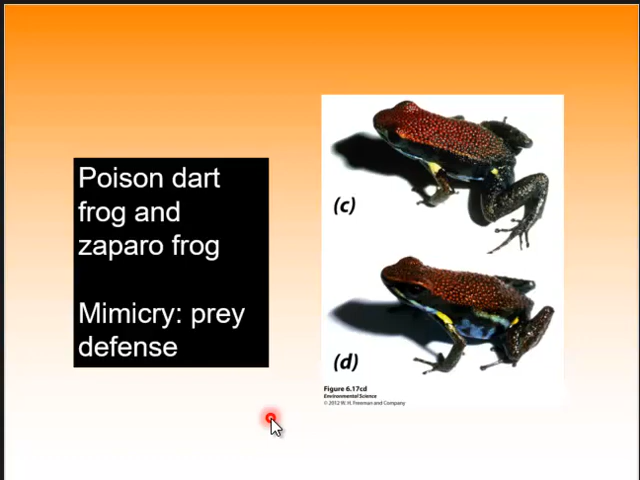 Poison dart
frog and
zaparo frog
Mimicry: prey
defense
(c)
(d)
Figure 6.17cd
Environmental Science
© 2012 W. H. Freeman and Company